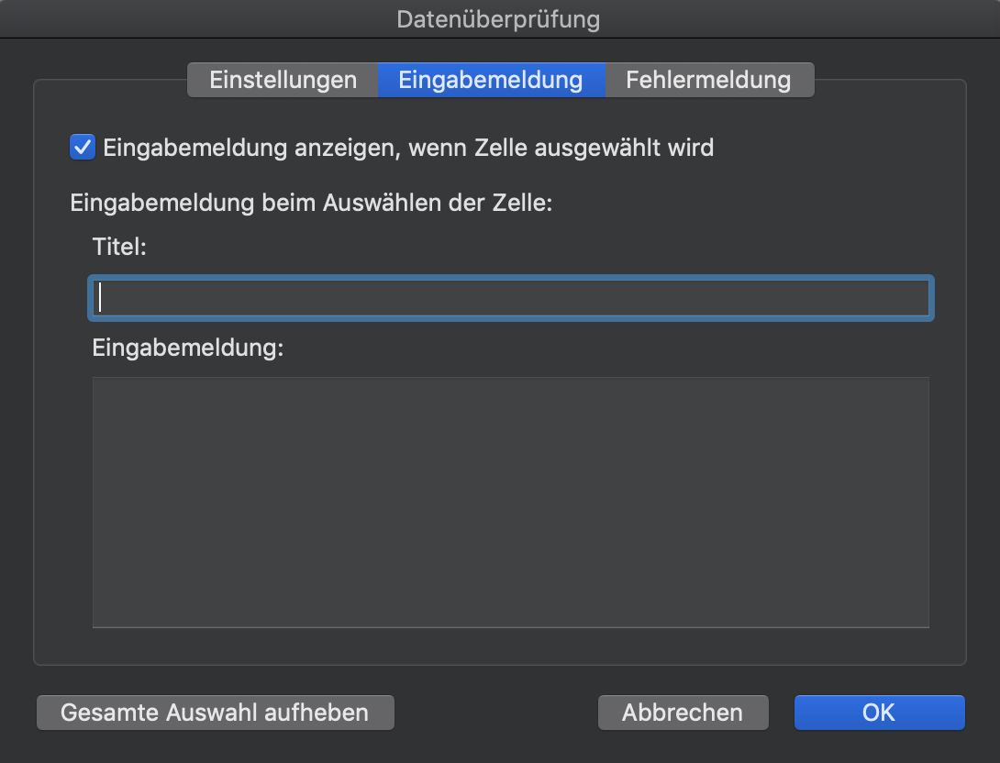 Datenüberprüfung
Einstellungen Eingabemeldung Fehlermeldung
Eingabemeldung anzeigen, wenn Zelle ausgewählt wird
Eingabemeldung beim Auswählen der Zelle:
Titel:
Eingabemeldung:
Gesamte Auswahl aufheben Abbrechen OK